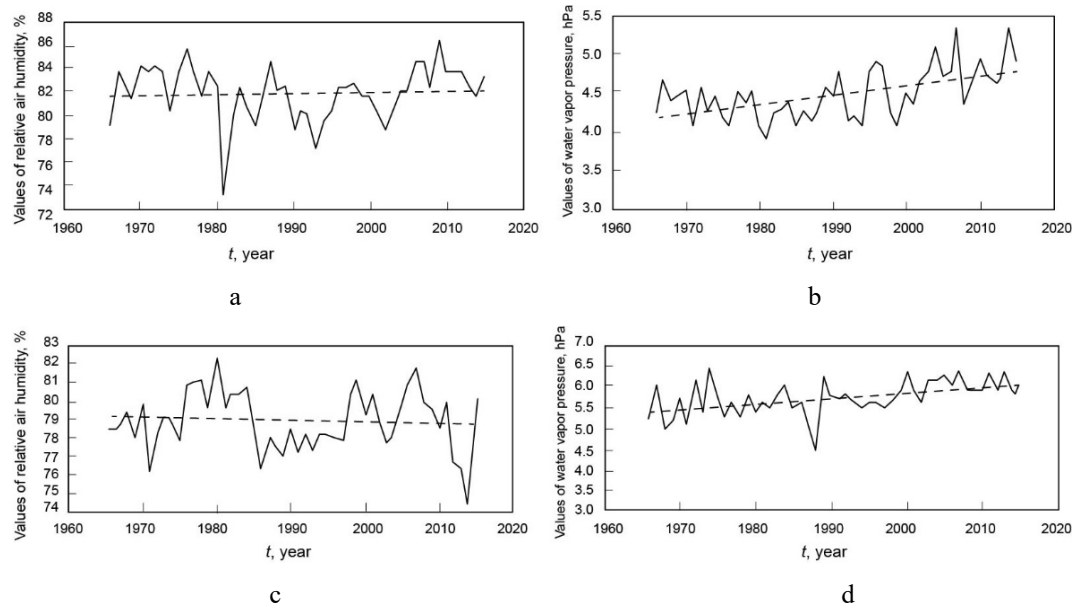 Values of relative air humidity, %
88
86
84
82
80
78
76
74
72
1960 1970 1980 1990 2000 2010 2020
t, year
a
Values of water vapor pressure, hPa
5.5
5.0
4.5
4.0
3.5
3.0
1960 1970 1980 1990 2000 2010 2020
t, year
b
Values of relative air humidity, %
83
82
81
80
79
78
77
76
75
74
1960 1970 1980 1990 2000 2010 2020
t, year
c
Values of water vapor pressure, hPa
7.0
6.5
6.0
5.5
5.0
4.5
4.0
3.5
3.0
1960 1970 1980 1990 2000 2010 2020
t, year
d